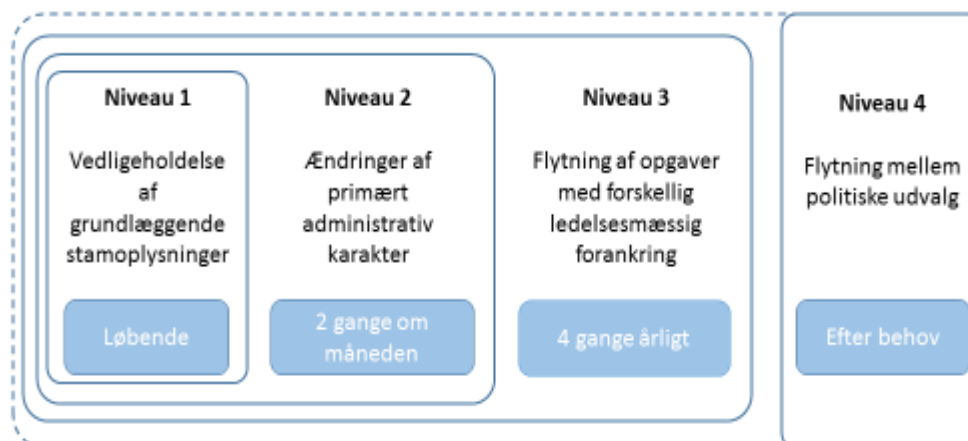 Niveau 1
Vedligeholdelse
af
grundlæggende
stamoplysninger
Løbende
Niveau 2
Ændringer af
primært
administrativ
karakter
2 gange om
måneden
Niveau 3
Flytning af opgaver
med forskellig
ledelsesmæssig
forankring
4 gange årligt
Niveau 4
Flytning mellem
politiske udvalg
Efter behov